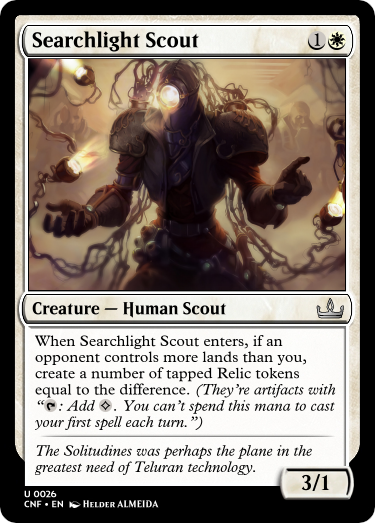 Searchlight Scout 1
Creature — Human Scout
When Searchlight Scout enters, if an
opponent controls more lands than you,
create a number of tapped Relic tokens
equal to the difference. (They're artifacts with
“: Add . You can't spend this mana to cast
your first spell each turn.”)
The Solitudines was perhaps the plane in the
greatest need of Teluran technology.
3/1
U 0026
CNF • EN Helder ALMEIDA